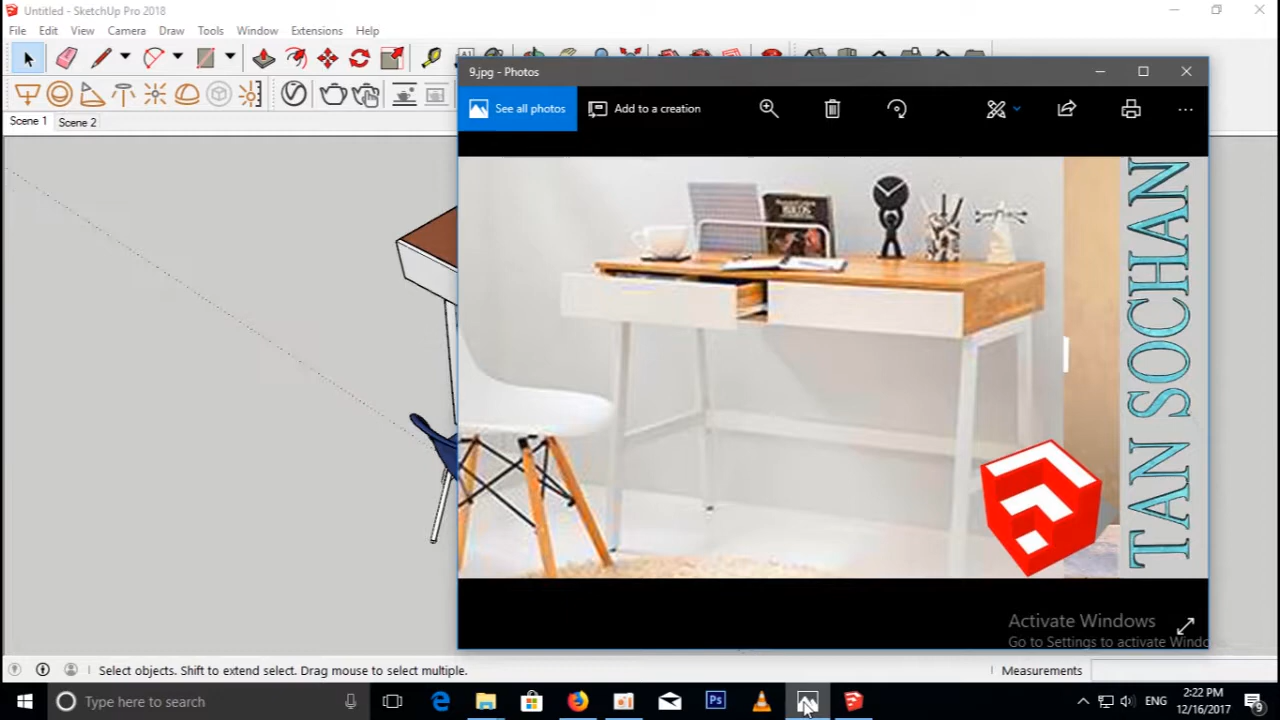 Untitled - SketchUp Pro 2018
File Edit View Camera Draw Tools Window Extensions Help
Scene 1 Scene 2
9.jpg - Photos
See all photos Add to a creation
TAN SOCHAN
Activate Windows
Go to Settings to activate Windows
Select objects. Shift to extend select. Drag mouse to select multiple.
Measurements
Type here to search
Ps
ENG
2:22 PM
12/16/2017
9